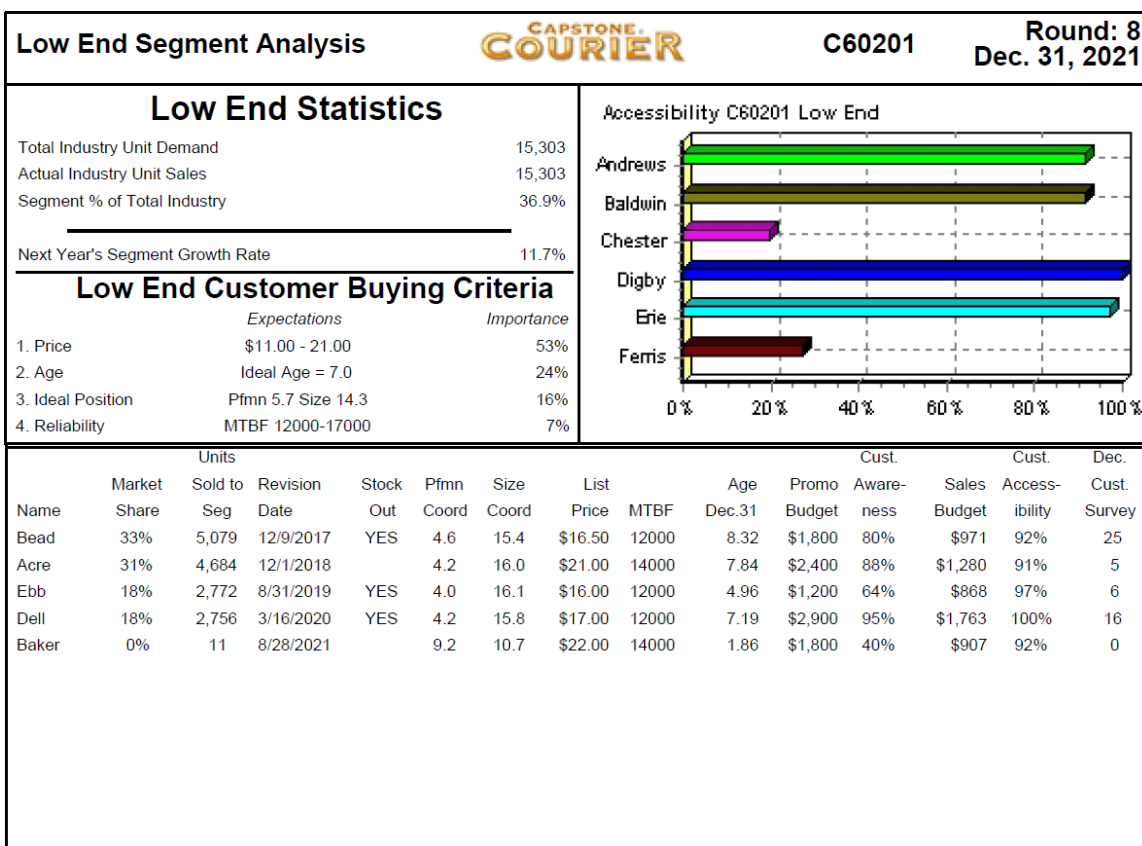 Low End Segment Analysis
CAPSTONE
COURIER
C60201
Round: 8
Dec. 31, 2021
Low End Statistics
Total Industry Unit Demand 15,303
Actual Industry Unit Sales 15,303
Segment % of Total Industry 36.9%
Next Year's Segment Growth Rate 11.7%
Low End Customer Buying Criteria
Expectations Importance
1. Price $11.00 - 21.00 53%
2. Age Ideal Age = 7.0 24%
3. Ideal Position Pfmn 5.7 Size 14.3 16%
4. Reliability MTBF 12000-17000 7%
Accessibility C60201 Low End
Andrews
Baldwin
Chester
Digby
Erie
Ferris
0% 20% 40% 60% 80% 100%
Units Cust. Cust. Dec.
Market Sold to Revision Stock Pfmn Size List Age Promo Aware- Sales Access- Cust.
Name Share Seg Date Out Coord Coord Price MTBF Dec.31 Budget ness Budget ibility Survey
Bead 33% 5,079 12/9/2017 YES 4.6 15.4 $16.50 12000 8.32 $1,800 80% $971 92% 25
Acre 31% 4,684 12/1/2018 4.2 16.0 $21.00 14000 7.84 $2,400 88% $1,280 91% 5
Ebb 18% 2,772 8/31/2019 YES 4.0 16.1 $16.00 12000 4.96 $1,200 64% $868 97% 6
Dell 18% 2,756 3/16/2020 YES 4.2 15.8 $17.00 12000 7.19 $2,900 95% $1,763 100% 16
Baker 0% 11 8/28/2021 9.2 10.7 $22.00 14000 1.86 $1,800 40% $907 92% 0